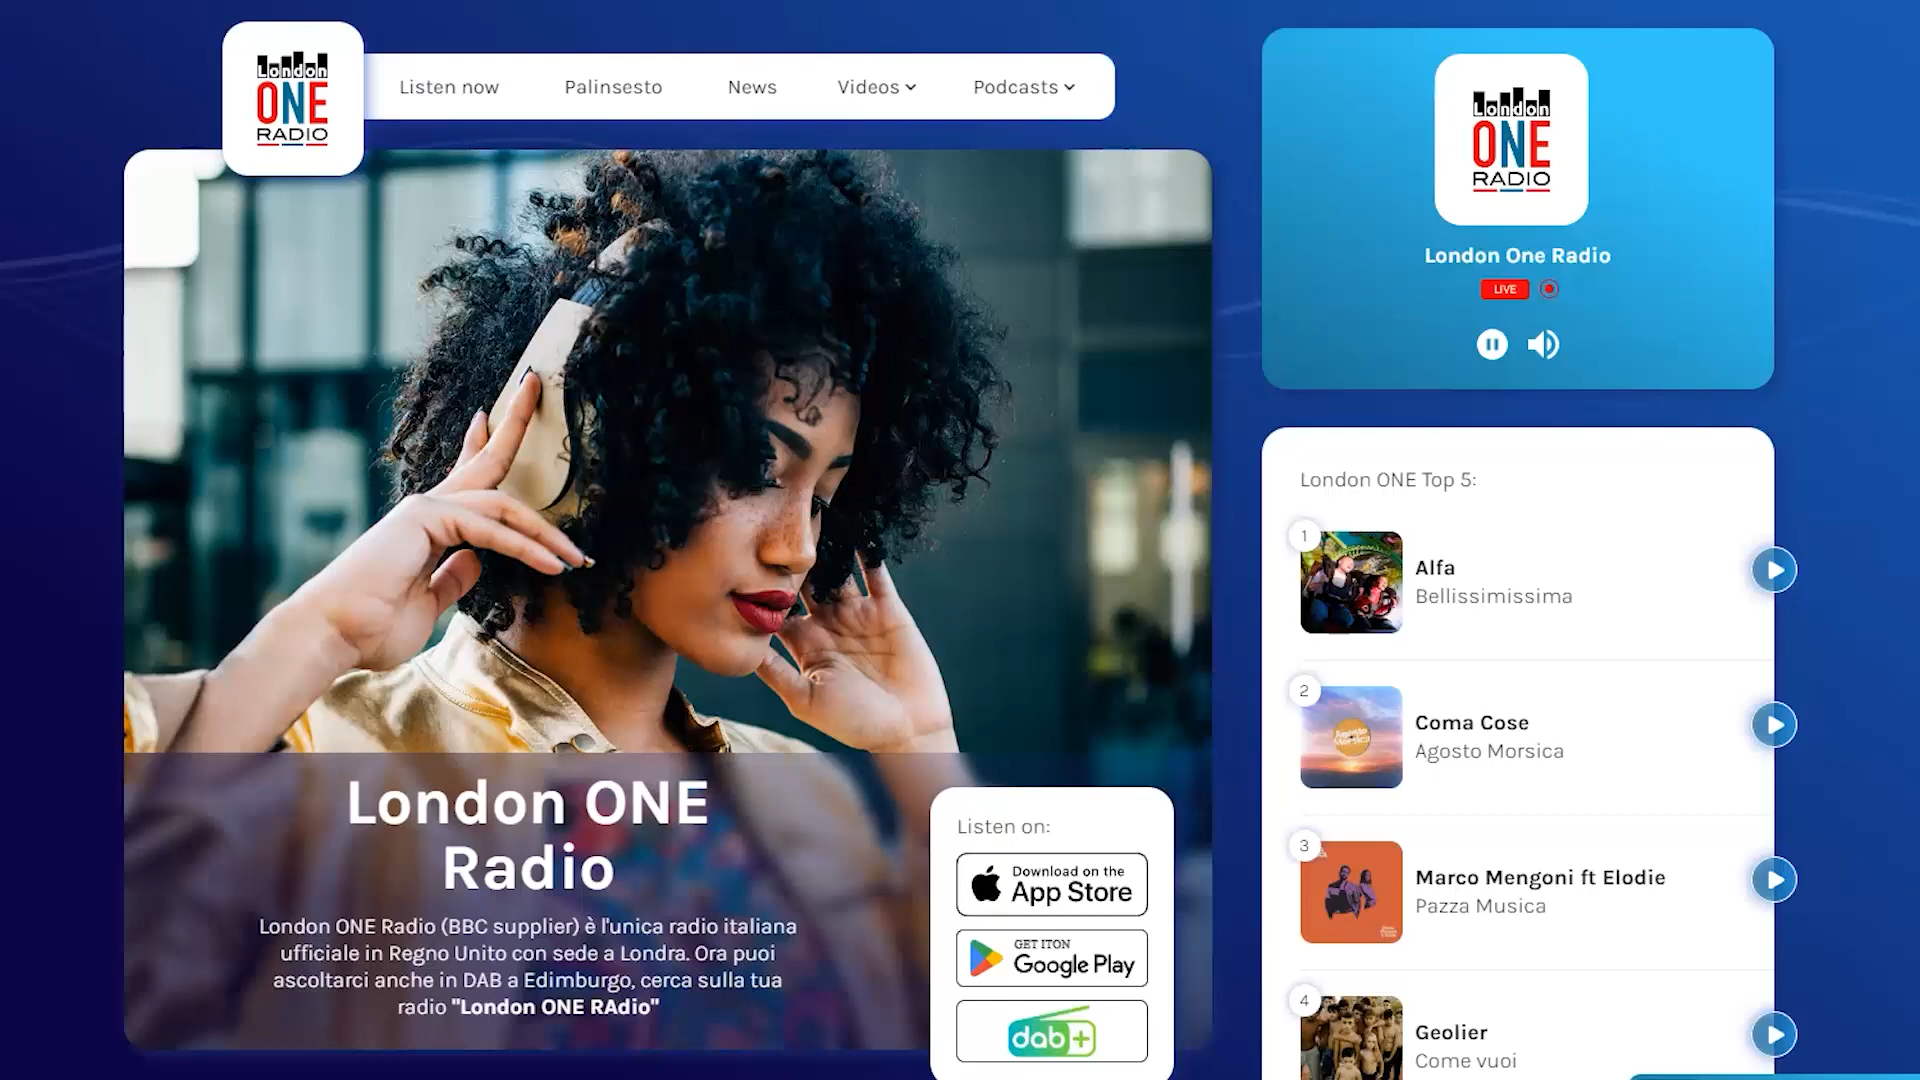 London
ONE
RADIO
Listen now
Palinsesto
News
Videos
Podcasts
London
ONE
RADIO
London One Radio
LIVE
London ONE
Radio
London ONE Radio (BBC supplier) è l'unica radio italiana
ufficiale in Regno Unito con sede a Londra. Ora puoi
ascoltarci anche in DAB a Edimburgo, cerca sulla tua
radio "London ONE RAdio"
Listen on:
Download on the
App Store
GET IT ON
Google Play
dab+
London ONE Top 5:
1
Alfa
Bellissimissima
2
Agosto
Morsica
Coma Cose
Agosto Morsica
3
Marco Mengoni ft Elodie
Pazza Musica
4
Geolier
Come vuoi